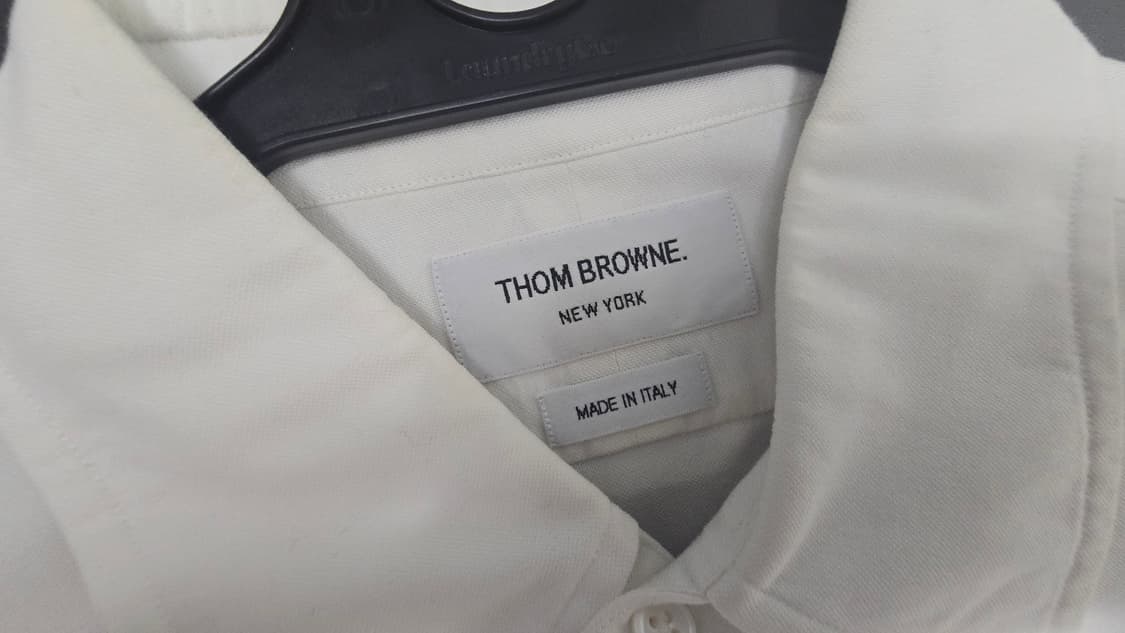 THOM BROWNE.
NEW YORK
MADE IN ITALY